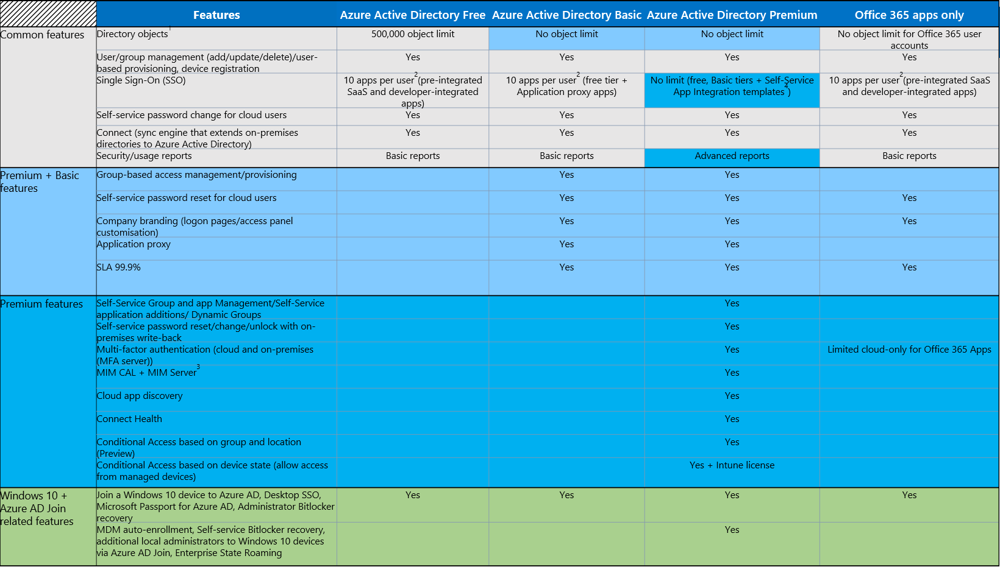 Features Azure Active Directory Free Azure Active Directory Basic Azure Active Directory Premium Office 365 apps only
Common features
Directory objects1 500,000 object limit No object limit No object limit No object limit for Office 365 user
accounts
User/group management (add/update/delete)/user- Yes Yes Yes Yes
based provisioning, device registration
Single Sign-On (SSO) 10 apps per user2 (pre-integrated 10 apps per user2 (free tier + No limit (free, Basic tiers + Self-Service 10 apps per user2 (pre-integrated SaaS
SaaS and developer-integrated Application proxy apps) App Integration templates4) and developer-integrated apps)
apps)
Self-service password change for cloud users Yes Yes Yes Yes
Connect (sync engine that extends on-premises Yes Yes Yes Yes
directories to Azure Active Directory)
Security/usage reports Basic reports Basic reports Advanced reports Basic reports
Premium + Basic
features
Group-based access management/provisioning Yes Yes
Self-service password reset for cloud users Yes Yes Yes
Company branding (logon pages/access panel Yes Yes Yes
customisation)
Application proxy Yes Yes
SLA 99.9% Yes Yes Yes
Premium features
Self-Service Group and app Management/Self-Service Yes
application additions/ Dynamic Groups
Self-service password reset/change/unlock with on- Yes
premises write-back
Multi-factor authentication (cloud and on-premises Yes Limited cloud-only for Office 365 Apps
(MFA server))
MIM CAL + MIM Server3 Yes
Cloud app discovery Yes
Connect Health Yes
Conditional Access based on group and location Yes
(Preview)
Conditional Access based on device state (allow access Yes + Intune license
from managed devices)
Windows 10 +
Azure AD Join
related features
Join a Windows 10 device to Azure AD, Desktop SSO, Yes Yes Yes Yes
Microsoft Passport for Azure AD, Administrator Bitlocker
recovery
MDM auto-enrollment, Self-service Bitlocker recovery, Yes
additional local administrators to Windows 10 devices
via Azure AD Join, Enterprise State Roaming